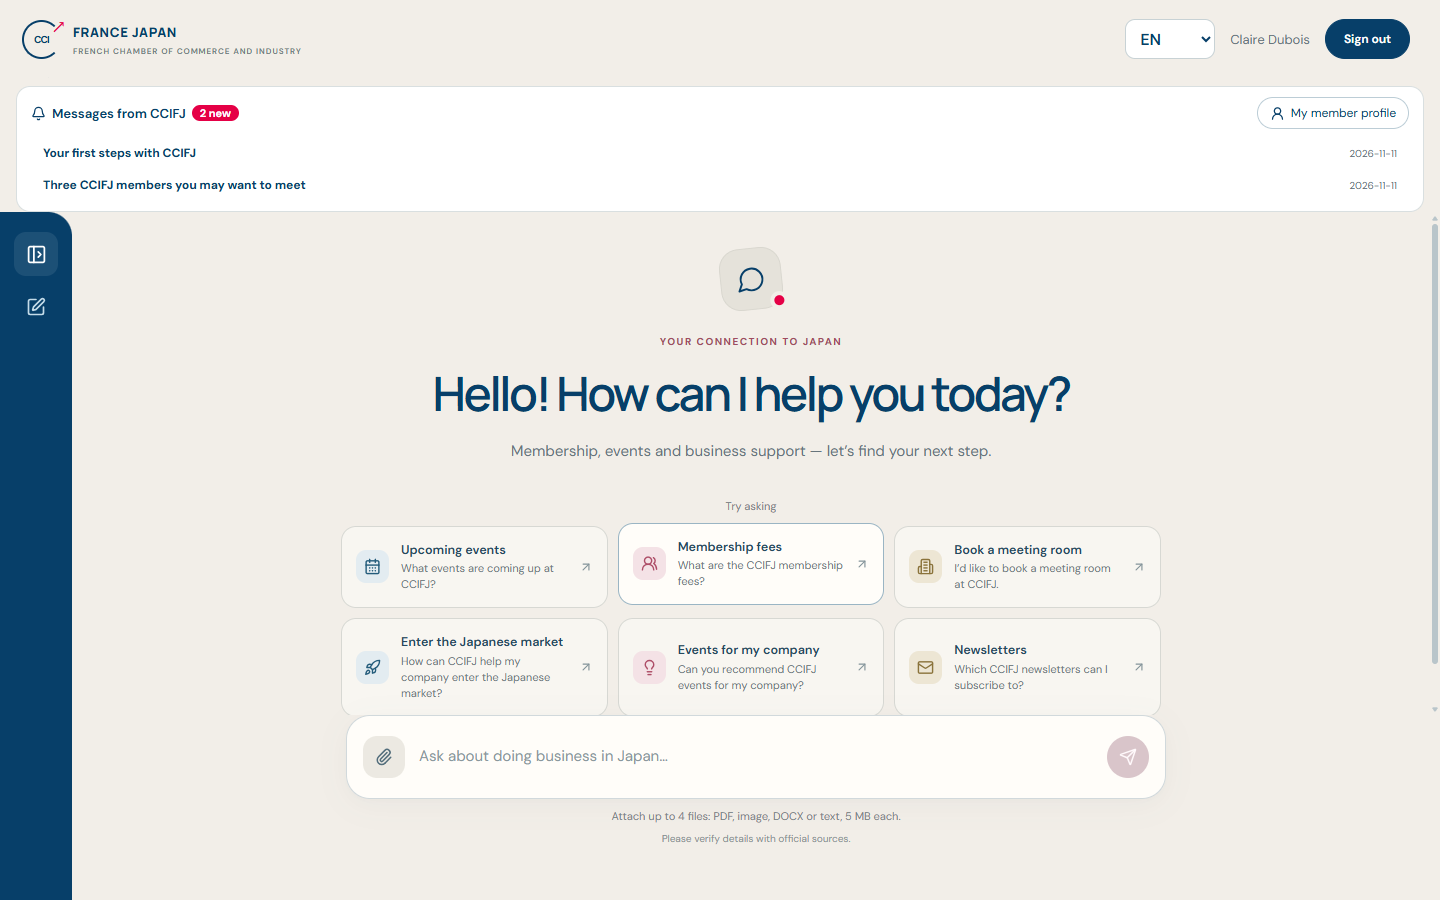 CCI
FRANCE JAPAN
FRENCH CHAMBER OF COMMERCE AND INDUSTRY
EN
Claire Dubois
Sign out
Messages from CCIFJ
2 new
My member profile
Your first steps with CCIFJ
2026-11-11
Three CCIFJ members you may want to meet
2026-11-11
YOUR CONNECTION TO JAPAN
Hello! How can I help you today?
Membership, events and business support — let's find your next step.
Try asking
Upcoming events
What events are coming up at
CCIFJ?
Membership fees
What are the CCIFJ membership
fees?
Book a meeting room
I'd like to book a meeting room
at CCIFJ.
Enter the Japanese market
How can CCIFJ help my
company enter the Japanese
market?
Events for my company
Can you recommend CCIFJ
events for my company?
Newsletters
Which CCIFJ newsletters can I
subscribe to?
Ask about doing business in Japan...
Attach up to 4 files: PDF, image, DOCX or text, 5 MB each.
Please verify details with official sources.